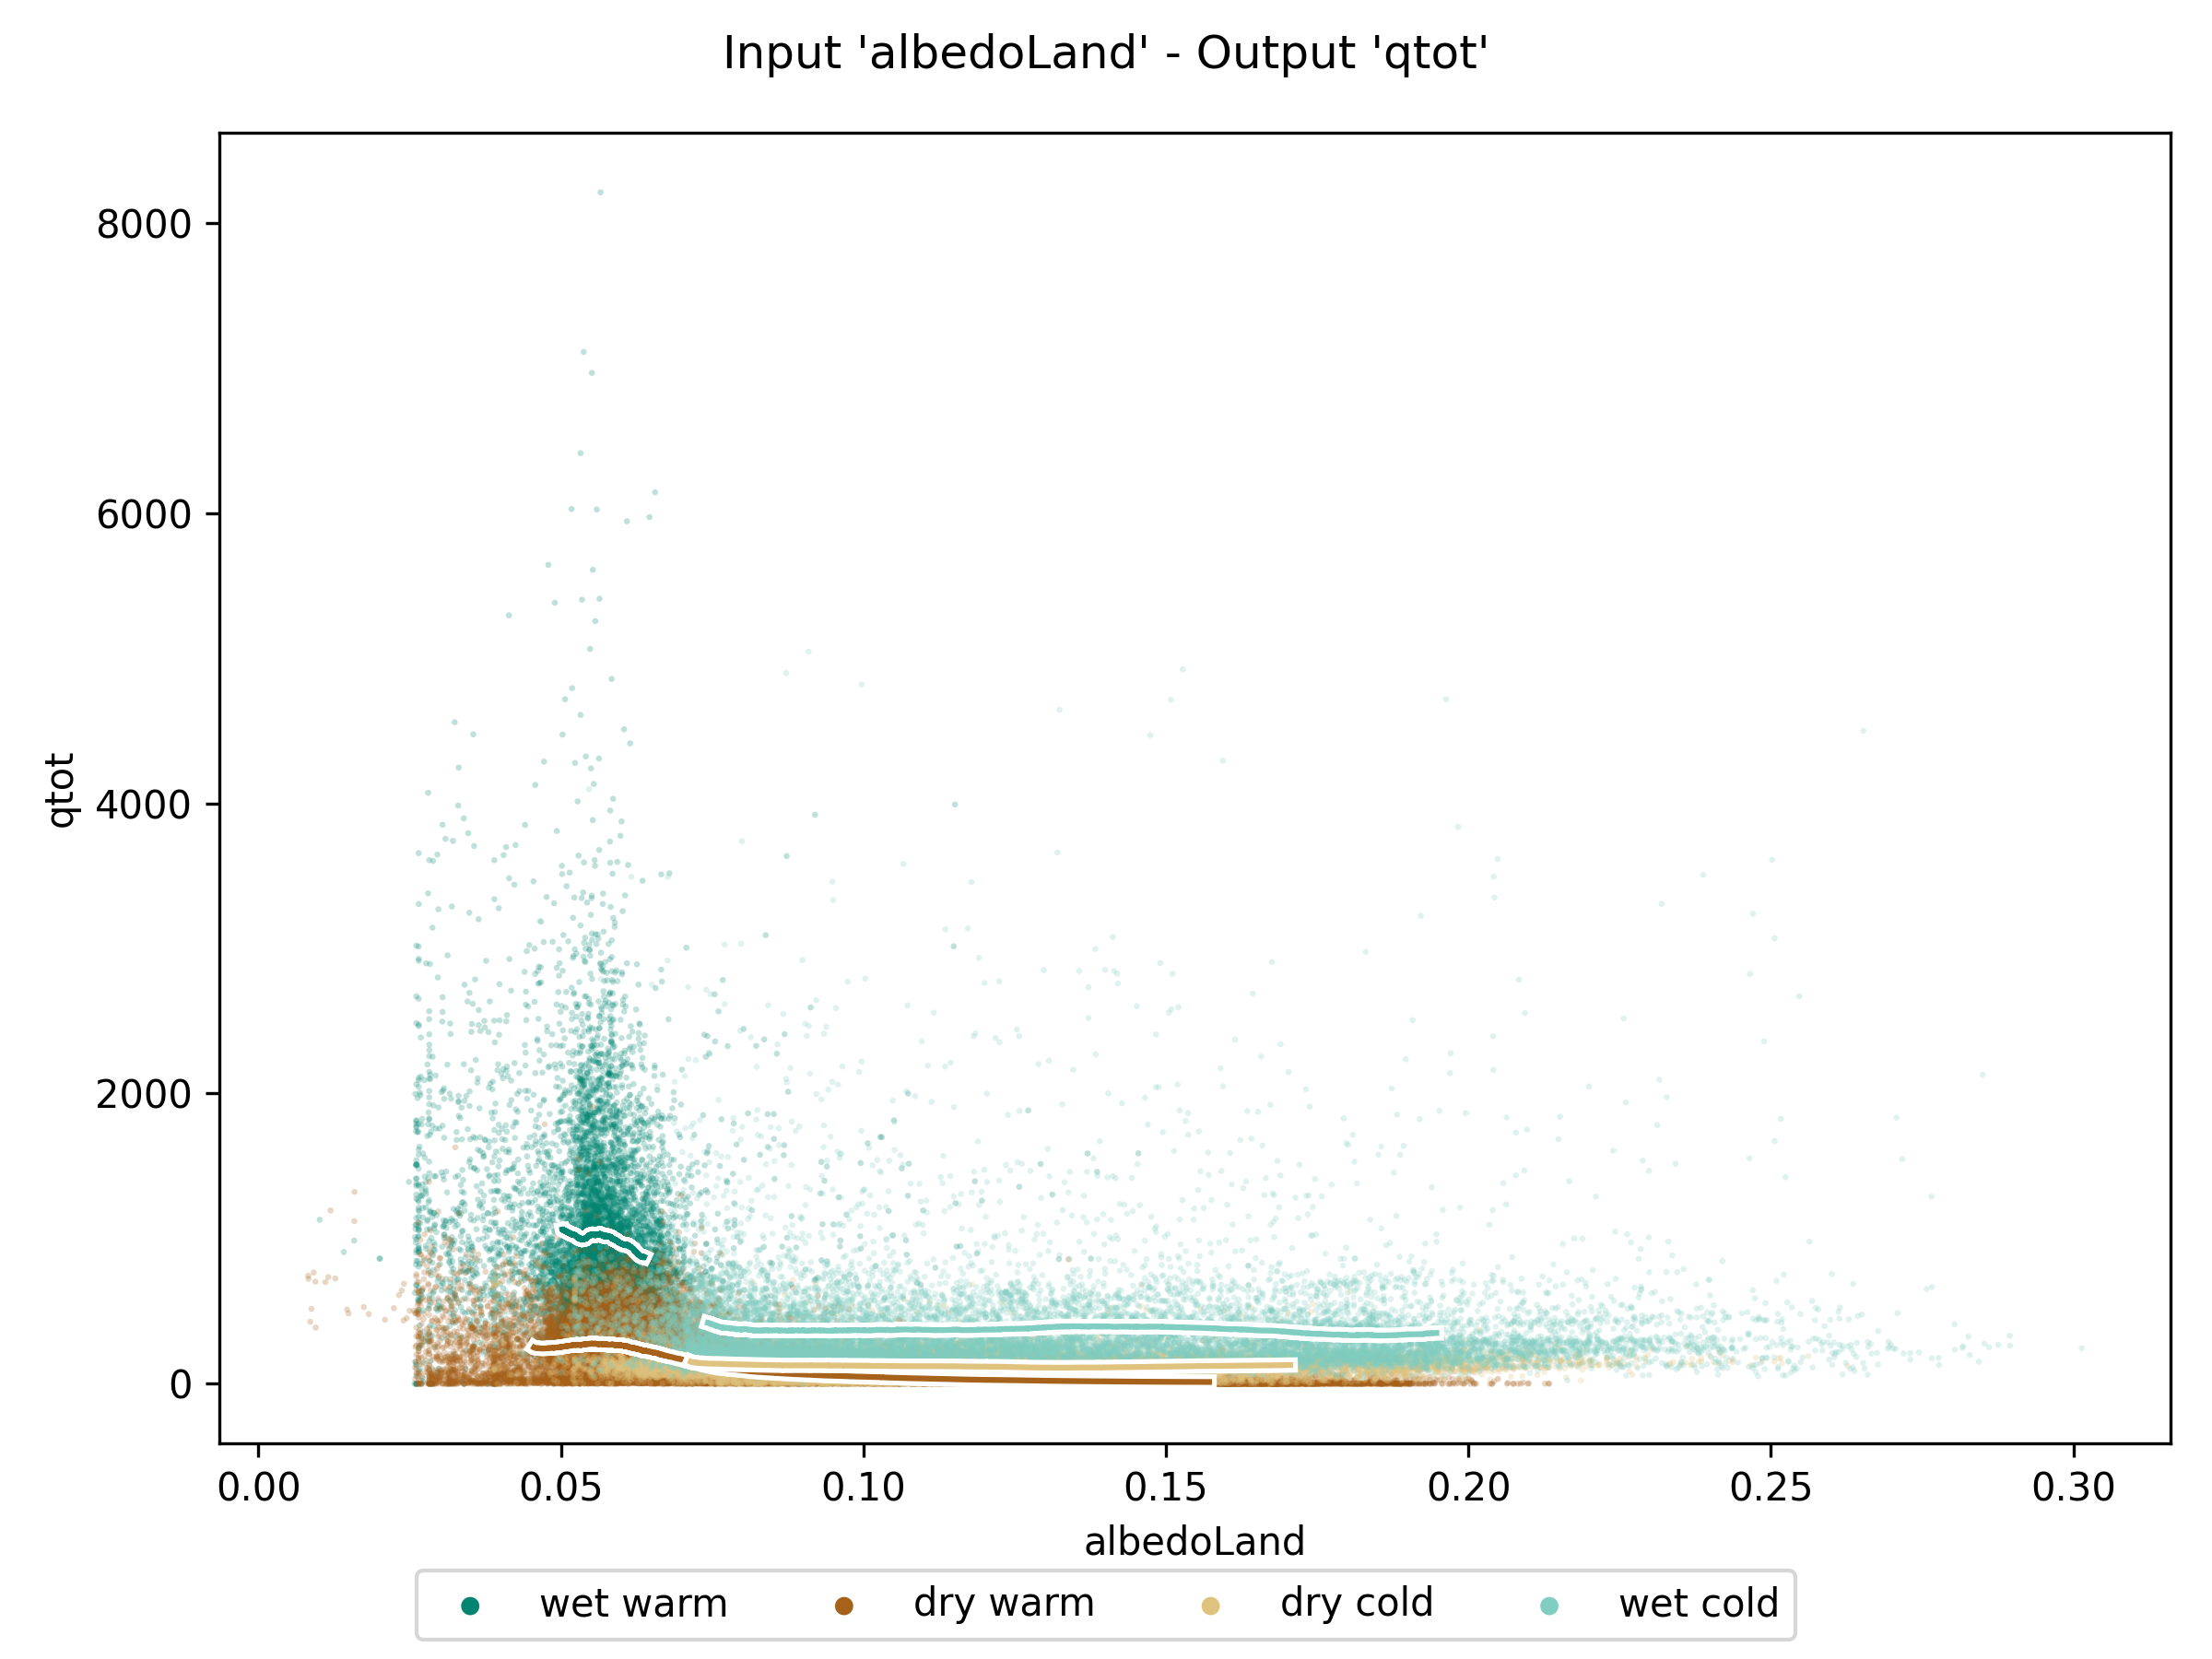 Input 'albedoLand' - Output 'qtot'
8000
6000
4000
2000
0
qtot
0.00 0.05 0.10 0.15 0.20 0.25 0.30
albedoLand
wet warm dry warm dry cold wet cold